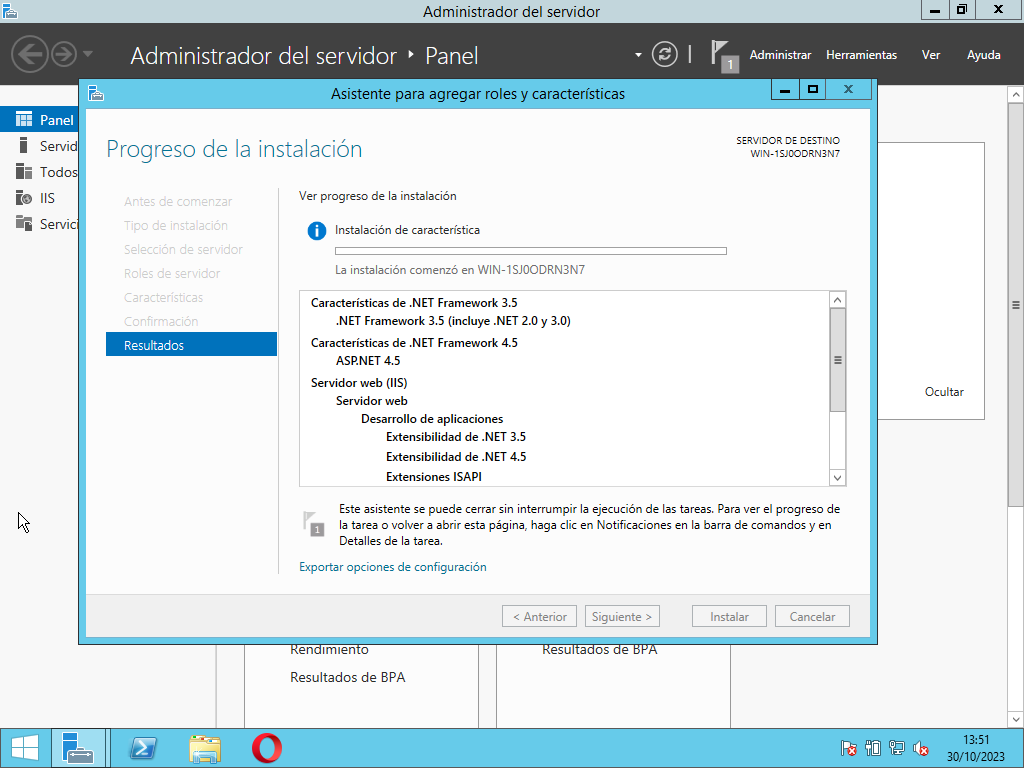 Administrador del servidor
Administrador del servidor
Panel
1
Administrar
Herramientas
Ver
Ayuda
Asistente para agregar roles y características
Panel
Servid
Todos
IIS
Servici
Progreso de la instalación
SERVIDOR DE DESTINO
WIN-1SJ0ODRN3N7
Antes de comenzar
Tipo de instalación
Selección de servidor
Roles de servidor
Características
Confirmación
Resultados
Ver progreso de la instalación
Instalación de característica
La instalación comenzó en WIN-1SJ0ODRN3N7
Características de .NET Framework 3.5
.NET Framework 3.5 (incluye .NET 2.0 y 3.0)
Características de .NET Framework 4.5
ASP.NET 4.5
Servidor web (IIS)
Servidor web
Desarrollo de aplicaciones
Extensibilidad de .NET 3.5
Extensibilidad de .NET 4.5
Extensiones ISAPI
1
Este asistente se puede cerrar sin interrumpir la ejecución de las tareas. Para ver el progreso de
la tarea o volver a abrir esta página, haga clic en Notificaciones en la barra de comandos y en
Detalles de la tarea.
Exportar opciones de configuración
< Anterior
Siguiente >
Instalar
Cancelar
Ocultar
Rendimiento
Resultados de BPA
Resultados de BPA
13:51
30/10/2023